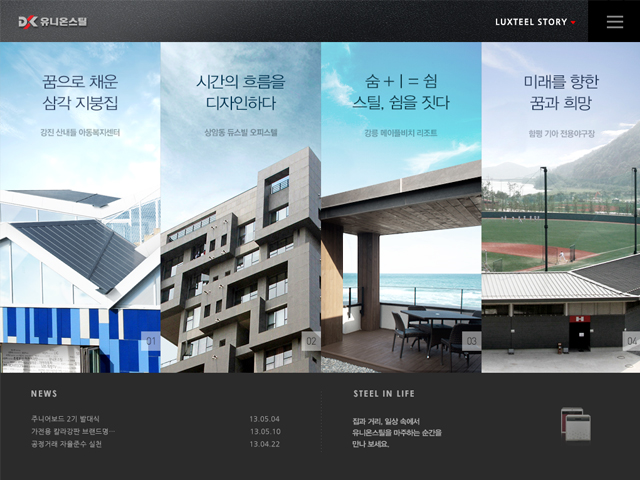 DK 유니온스틸
LUXTEEL STORY
꿈으로 채운
삼각 지붕집
강진 산내들 아동복지센터
01
시간의 흐름을
디자인하다
상암동 듀스빌 오피스텔
02
숨+ㅣ=쉼
스틸, 쉼을 짓다
강릉 메이플비치 리조트
03
미래를 향한
꿈과 희망
함평 기아 전용야구장
04
NEWS
주니어보드 2기 발대식 13.05.04
가전용 칼라강판 브랜드명… 13.05.10
공정거래 자율준수 실천 13.04.22
STEEL IN LIFE
집과 거리, 일상 속에서
유니온스틸을 마주하는 순간을
만나 보세요.